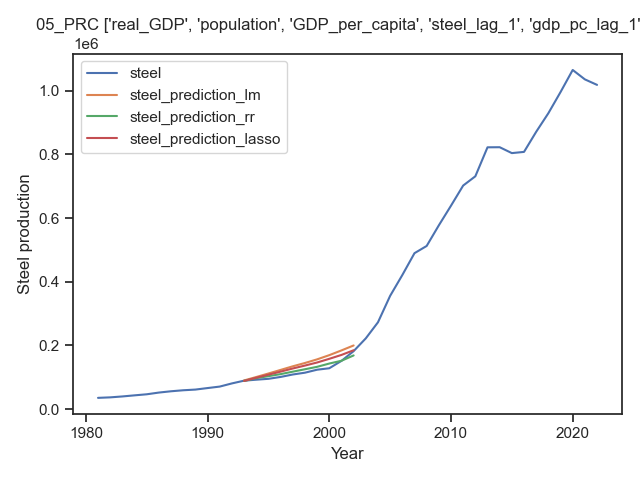 05_PRC ['real_GDP', 'population', 'GDP_per_capita', 'steel_lag_1', 'gdp_pc_lag_1'
1e6
steel
steel_prediction_lm
steel_prediction_rr
steel_prediction_lasso
1.0
0.8
0.6
0.4
0.2
0.0
Steel production
1980 1990 2000 2010 2020
Year